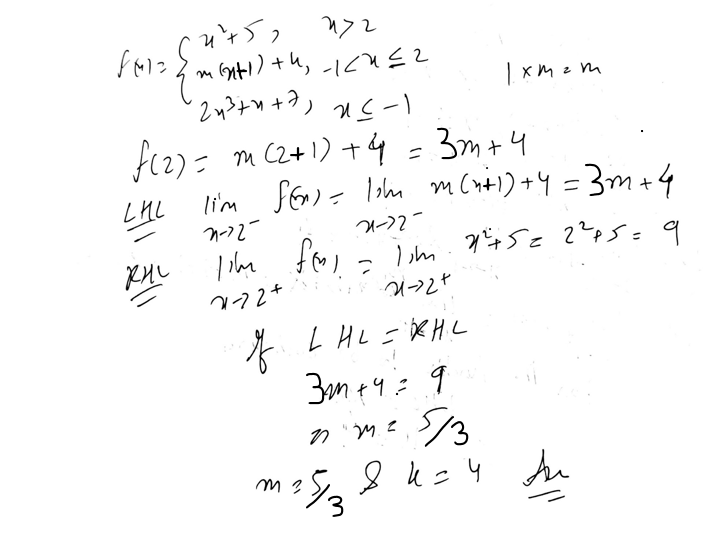 f(x) = { x²+5, x>2
m(x+1)+k, -1<x≤2
2x³+x+7, x≤-1
1×m=m
f(2) = m(2+1)+4 = 3m+4
LHL lim x→2⁻ f(x) = lim x→2⁻ m(x+1)+4 = 3m+4
RHL lim x→2⁺ f(x) = lim x→2⁺ x²+5 = 2²+5 = 9
If LHL = RHL
3m+4 = 9
⇒ m = 5/3
m = 5/3 & k = 4 Ans